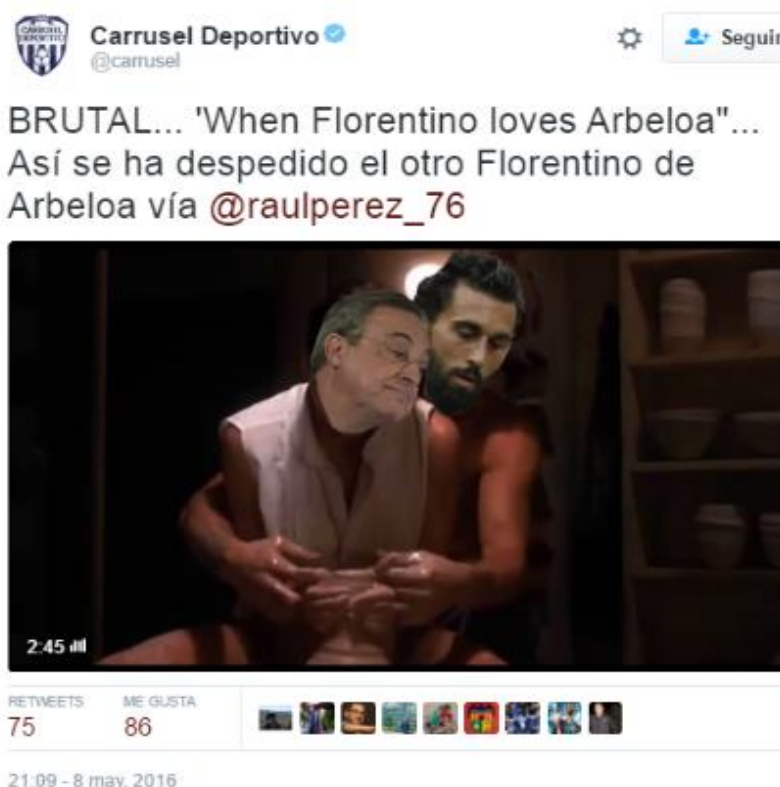 Carrusel Deportivo
@carrusel
Seguir
BRUTAL... 'When Florentino loves Arbeloa"...
Así se ha despedido el otro Florentino de
Arbeloa vía @raulperez_76
2:45
RETWEETS ME GUSTA
75 86
21:09 - 8 may. 2016